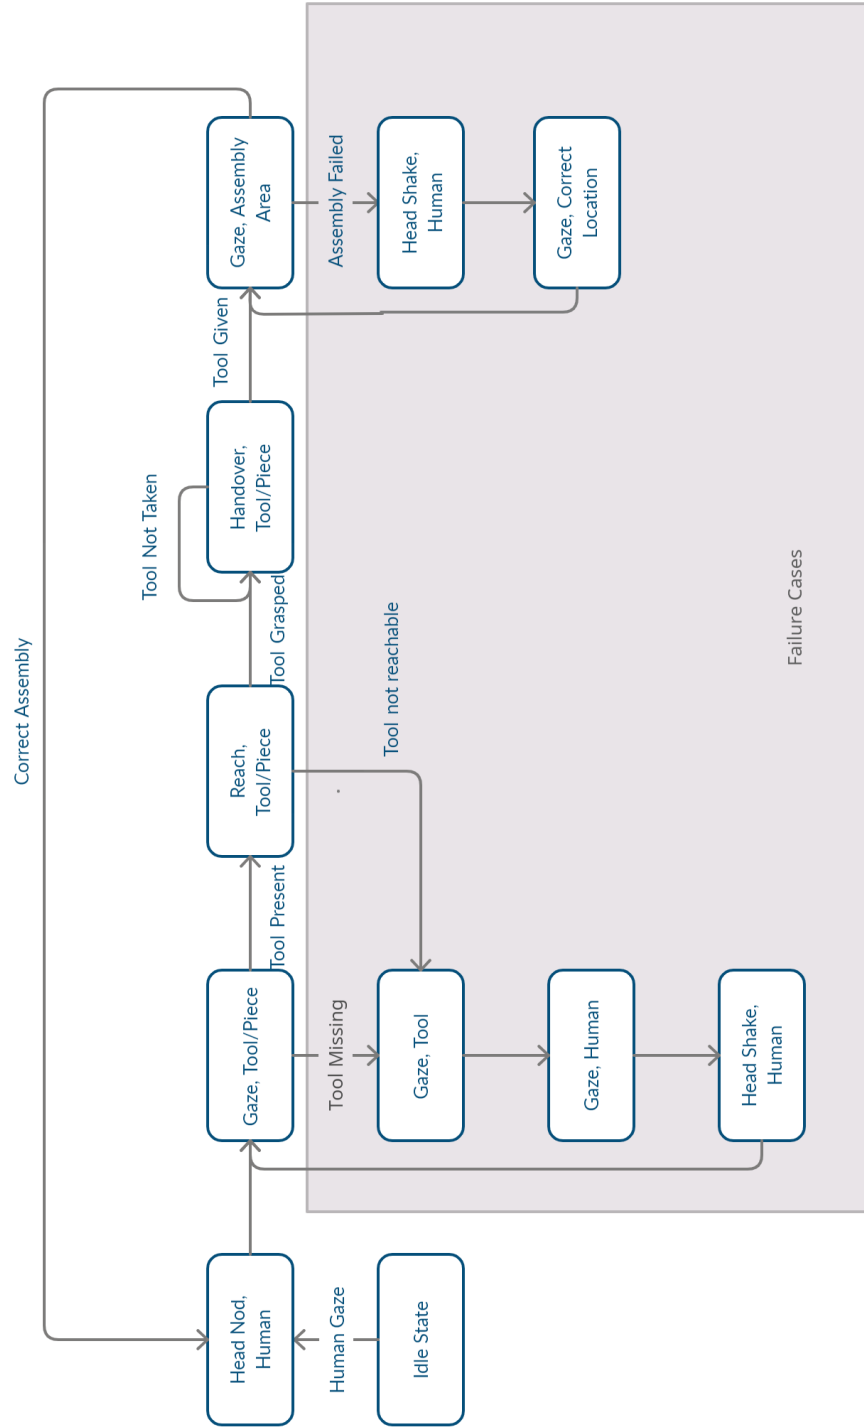 Correct Assembly
Tool Not Taken
Head Nod,
Human
Gaze, Tool/Piece
Tool Present
Reach,
Tool/Piece
Tool Grasped
Handover,
Tool/Piece
Tool Given
Gaze, Assembly
Area
Human Gaze
Tool Missing
Assembly Failed
Idle State
Gaze, Tool
Tool not reachable
Head Shake,
Human
Gaze, Human
Gaze, Correct
Location
Head Shake,
Human
Failure Cases